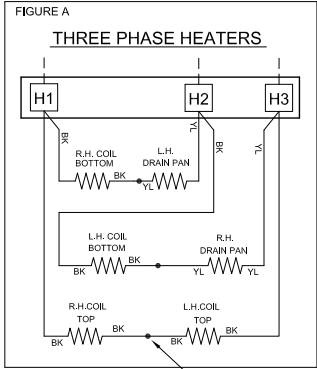 FIGURE A
THREE PHASE HEATERS
H1 H2 H3
BK YL BK YL
R.H. COIL
BOTTOM
L.H.
DRAIN PAN
BK YL
L.H. COIL
BOTTOM
R.H.
DRAIN PAN
BK BK YL YL
R.H.COIL
TOP
L.H.COIL
TOP
BK BK BK BK